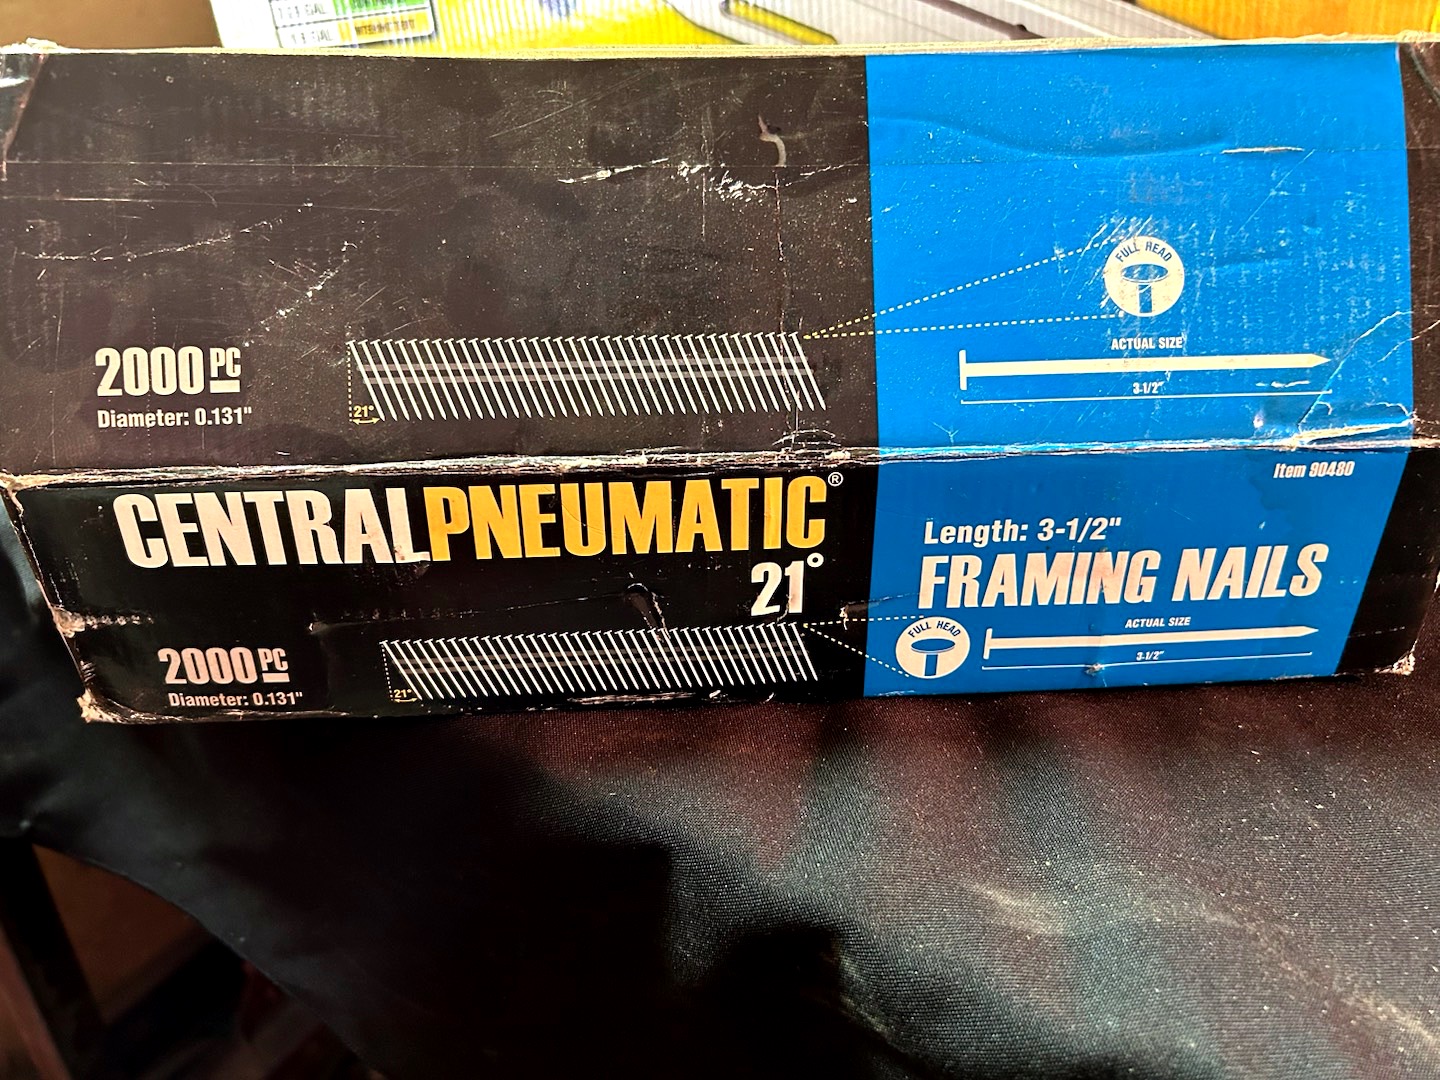 2000 PC
Diameter: 0.131"
21°
FULL HEAD
ACTUAL SIZE
3-1/2"
Item 90480
CENTRALPNEUMATIC®
21°
Length: 3-1/2"
FRAMING NAILS
2000 PC
Diameter: 0.131"
21°
FULL HEAD
ACTUAL SIZE
3-1/2"